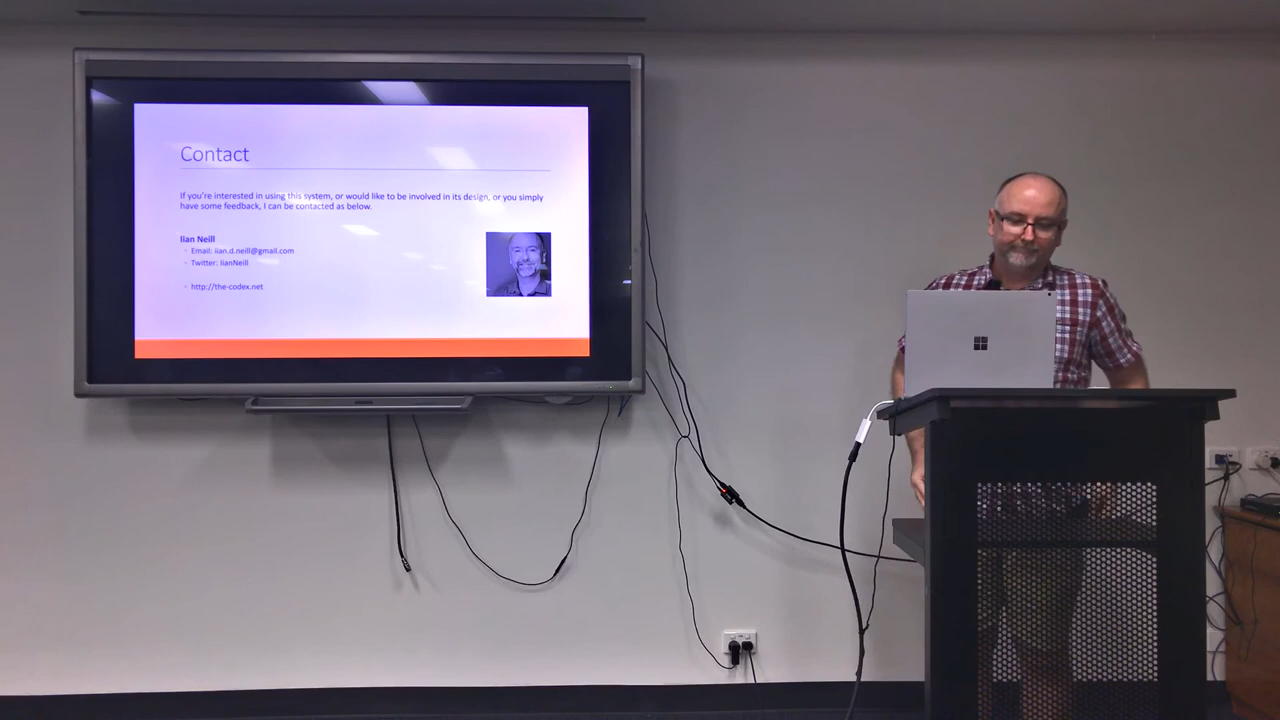 Contact
If you're interested in using this system, or would like to be involved in its design, or you simply
have some feedback, I can be contacted as below.
Iian Neill
Email: iian.d.neill@gmail.com
Twitter: IianNeill
http://the-codex.net